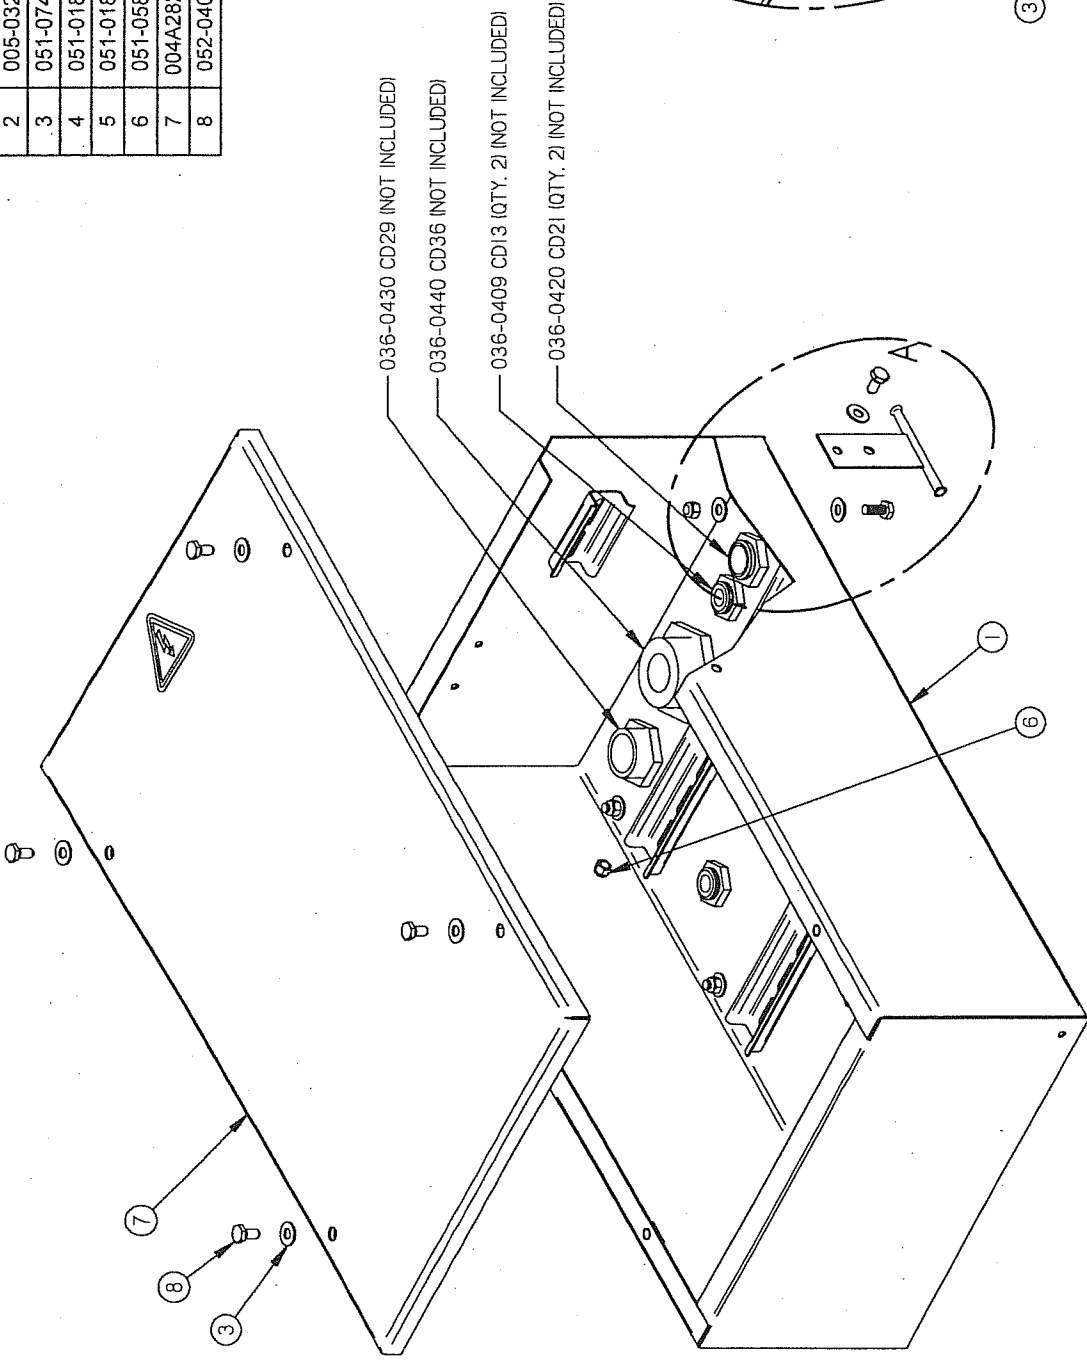 2 005-032
3 051-074
4 051-018
5 051-018
6 051-058
7 004A28
8 052-040
036-0430 CD29 (NOT INCLUDED)
036-0440 CD36 (NOT INCLUDED)
036-0409 CD13 (QTY. 2) (NOT INCLUDED)
036-0420 CD21 (QTY. 2) (NOT INCLUDED)
3
A
1
6
7
8
3